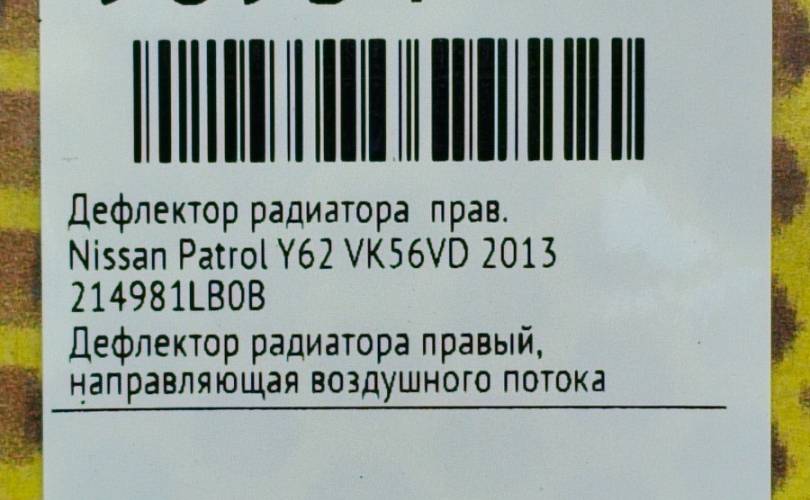 Дефлектор радиатора прав.
Nissan Patrol Y62 VK56VD 2013
214981LB0B
Дефлектор радиатора правый,
направляющая воздушного потока